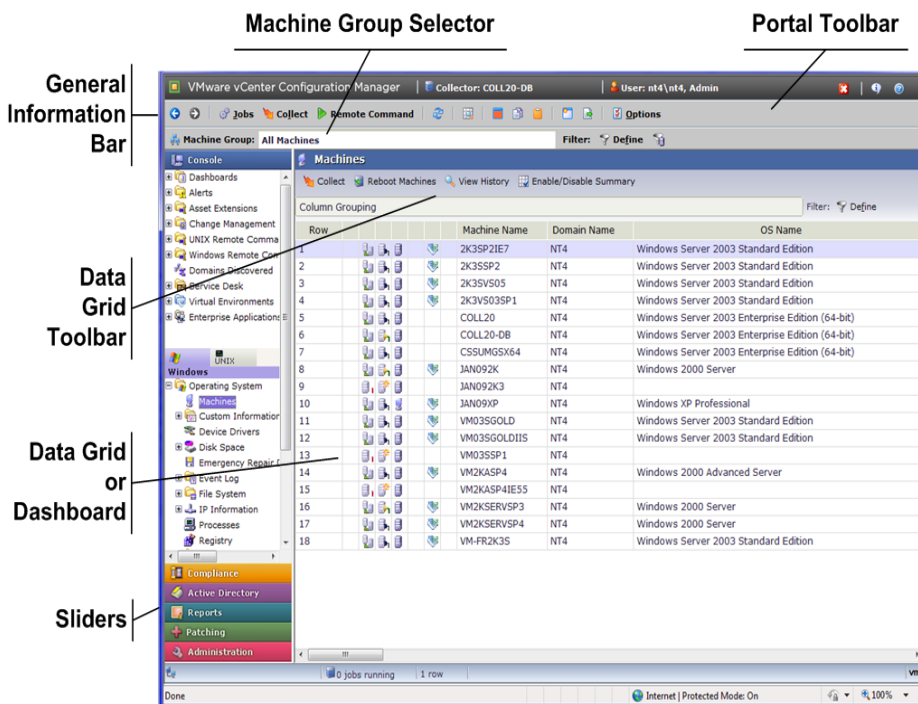 Machine Group Selector
Portal Toolbar
General
Information
Bar
VMware vCenter Configuration Manager
Collector: COLL20-DB
User: nt4\nt4, Admin
Jobs Collect Remote Command Options
Machine Group: All Machines
Filter: Define
Console
Dashboards
Alerts
Asset Extensions
Change Management
UNIX Remote Comma
Windows Remote Com
Domains Discovered
Service Desk
Virtual Environments
Enterprise Applications
UNIX
Windows
Operating System
Machines
Custom Information
Device Drivers
Disk Space
Emergency Repair
Event Log
File System
IP Information
Processes
Registry
Compliance
Active Directory
Reports
Patching
Administration
Data
Grid
Toolbar
Data Grid
or
Dashboard
Sliders
Machines
Collect Reboot Machines View History Enable/Disable Summary
Column Grouping
Filter: Define
Row Machine Name Domain Name OS Name
1 2K3SP2IE7 NT4 Windows Server 2003 Standard Edition
2 2K3SSP2 NT4 Windows Server 2003 Standard Edition
3 2K3SVS05 NT4 Windows Server 2003 Standard Edition
4 2K3VS03SP1 NT4 Windows Server 2003 Standard Edition
5 COLL20 NT4 Windows Server 2003 Enterprise Edition (64-bit)
6 COLL20-DB NT4 Windows Server 2003 Enterprise Edition (64-bit)
7 CSSUMGSX64 NT4 Windows Server 2003 Enterprise Edition (64-bit)
8 JAN092K NT4 Windows 2000 Server
9 JAN092K3 NT4
10 JAN09XP NT4 Windows XP Professional
11 VM03SGOLD NT4 Windows Server 2003 Standard Edition
12 VM03SGOLDIIS NT4 Windows Server 2003 Standard Edition
13 VM03SSP1 NT4
14 VM2KASP4 NT4 Windows 2000 Advanced Server
15 VM2KASP4IE55 NT4
16 VM2KSERVSP3 NT4 Windows 2000 Server
17 VM2KSERVSP4 NT4 Windows 2000 Server
18 VM-FR2K3S NT4 Windows Server 2003 Standard Edition
0 jobs running 1 row
vm
Done
Internet | Protected Mode: On
100%